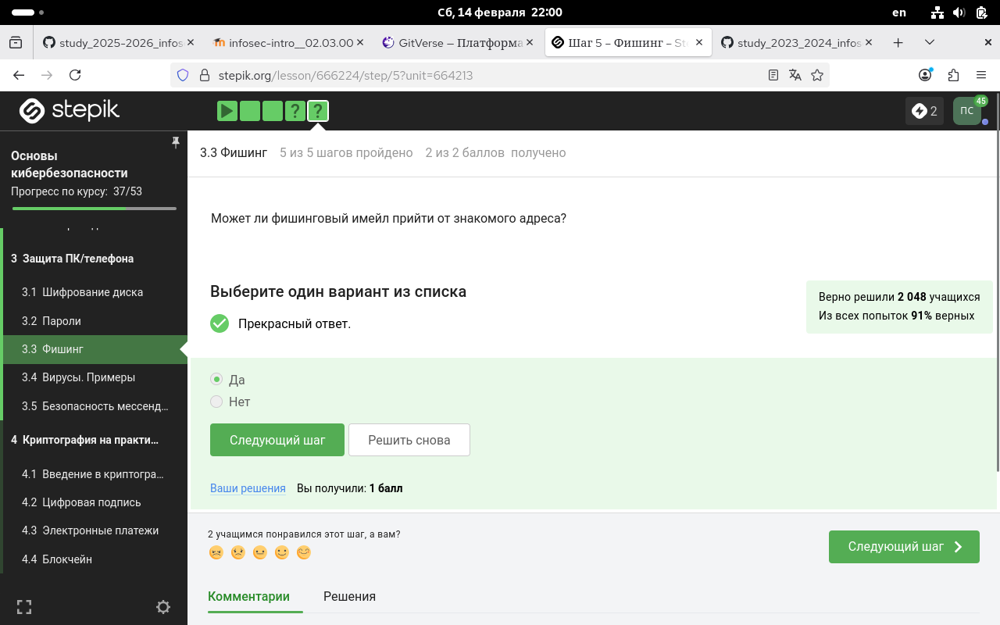 Сб, 14 февраля 22:00
en
study_2025-2026_infos
infosec-intro__02.03.00
GitVerse — Платформа
Шаг 5 – Фишинг – Ste
study_2023_2024_infos
stepik.org/lesson/666224/step/5?unit=664213
stepik
?
?
2
ПС
45
Основы
кибербезопасности
Прогресс по курсу: 37/53
3 Защита ПК/телефона
3.1 Шифрование диска
3.2 Пароли
3.3 Фишинг
3.4 Вирусы. Примеры
3.5 Безопасность мессенд...
4 Криптография на практи...
4.1 Введение в криптогра...
4.2 Цифровая подпись
4.3 Электронные платежи
4.4 Блокчейн
3.3 Фишинг 5 из 5 шагов пройдено 2 из 2 баллов получено
Может ли фишинговый имейл прийти от знакомого адреса?
Выберите один вариант из списка
Прекрасный ответ.
Верно решили 2 048 учащихся
Из всех попыток 91% верных
Да
Нет
Следующий шаг
Решить снова
Ваши решения Вы получили: 1 балл
2 учащимся понравился этот шаг, а вам?
Следующий шаг
Комментарии
Решения